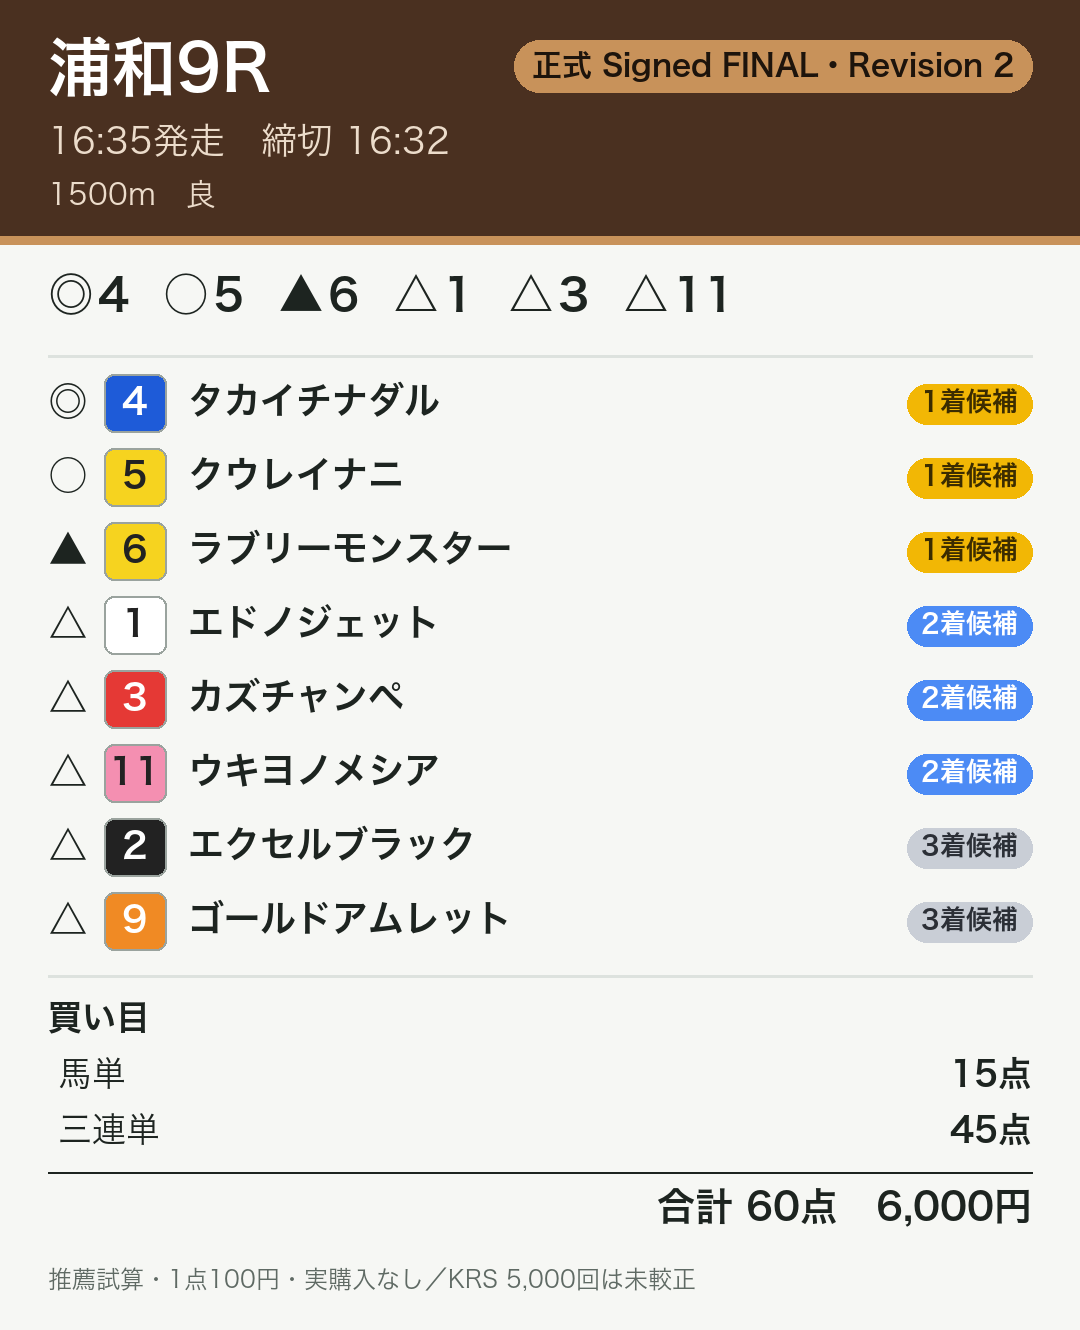 浦和9R
正式 Signed FINAL・Revision 2
16:35発走 締切 16:32
1500m 良
◎4 ○5 ▲6 △1 △3 △11
◎ 4 タカイチナダル 1着候補
○ 5 クウレイナニ 1着候補
▲ 6 ラブリーモンスター 1着候補
△ 1 エドノジェット 2着候補
△ 3 カズチャンペ 2着候補
△ 11 ウキヨノメシア 2着候補
△ 2 エクセルブラック 3着候補
△ 9 ゴールドアムレット 3着候補
買い目
馬単 15点
三連単 45点
合計 60点 6,000円
推薦試算・1点100円・実購入なし／KRS 5,000回は未較正